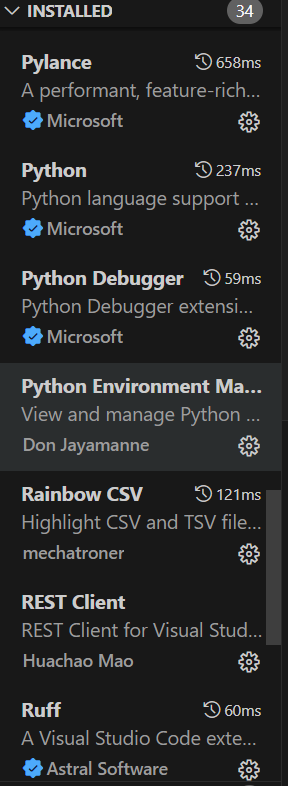 INSTALLED 34
Pylance 658ms
A performant, feature-rich...
Microsoft
Python 237ms
Python language support ...
Microsoft
Python Debugger 59ms
Python Debugger extensi...
Microsoft
Python Environment Ma...
View and manage Python ...
Don Jayamanne
Rainbow CSV 121ms
Highlight CSV and TSV file...
mechatroner
REST Client
REST Client for Visual Stud...
Huachao Mao
Ruff 60ms
A Visual Studio Code exte...
Astral Software